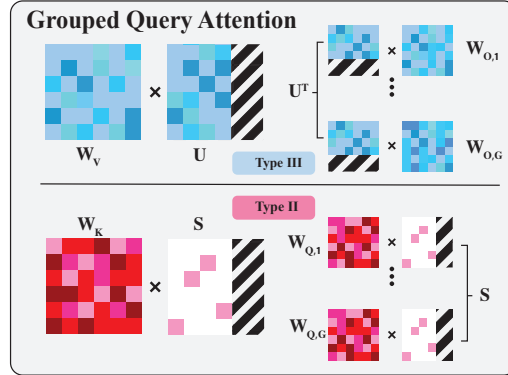 Grouped Query Attention
W_V
×
U
Type III
U^T
×
W_O,1
×
W_O,G
Type II
W_K
×
S
W_Q,1
×
W_Q,G
×
S